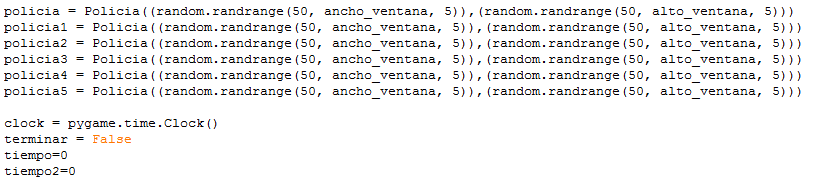 policia = Policia((random.randrange(50, ancho_ventana, 5)),(random.randrange(50, alto_ventana, 5)))
policia1 = Policia((random.randrange(50, ancho_ventana, 5)),(random.randrange(50, alto_ventana, 5)))
policia2 = Policia((random.randrange(50, ancho_ventana, 5)),(random.randrange(50, alto_ventana, 5)))
policia3 = Policia((random.randrange(50, ancho_ventana, 5)),(random.randrange(50, alto_ventana, 5)))
policia4 = Policia((random.randrange(50, ancho_ventana, 5)),(random.randrange(50, alto_ventana, 5)))
policia5 = Policia((random.randrange(50, ancho_ventana, 5)),(random.randrange(50, alto_ventana, 5)))
clock = pygame.time.Clock()
terminar = False
tiempo=0
tiempo2=0